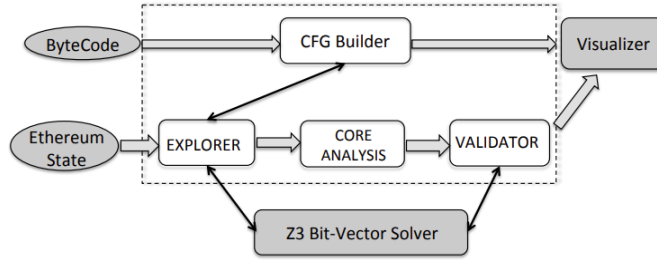 ByteCode
CFG Builder
Visualizer
Ethereum
State
EXPLORER
CORE
ANALYSIS
VALIDATOR
Z3 Bit-Vector Solver